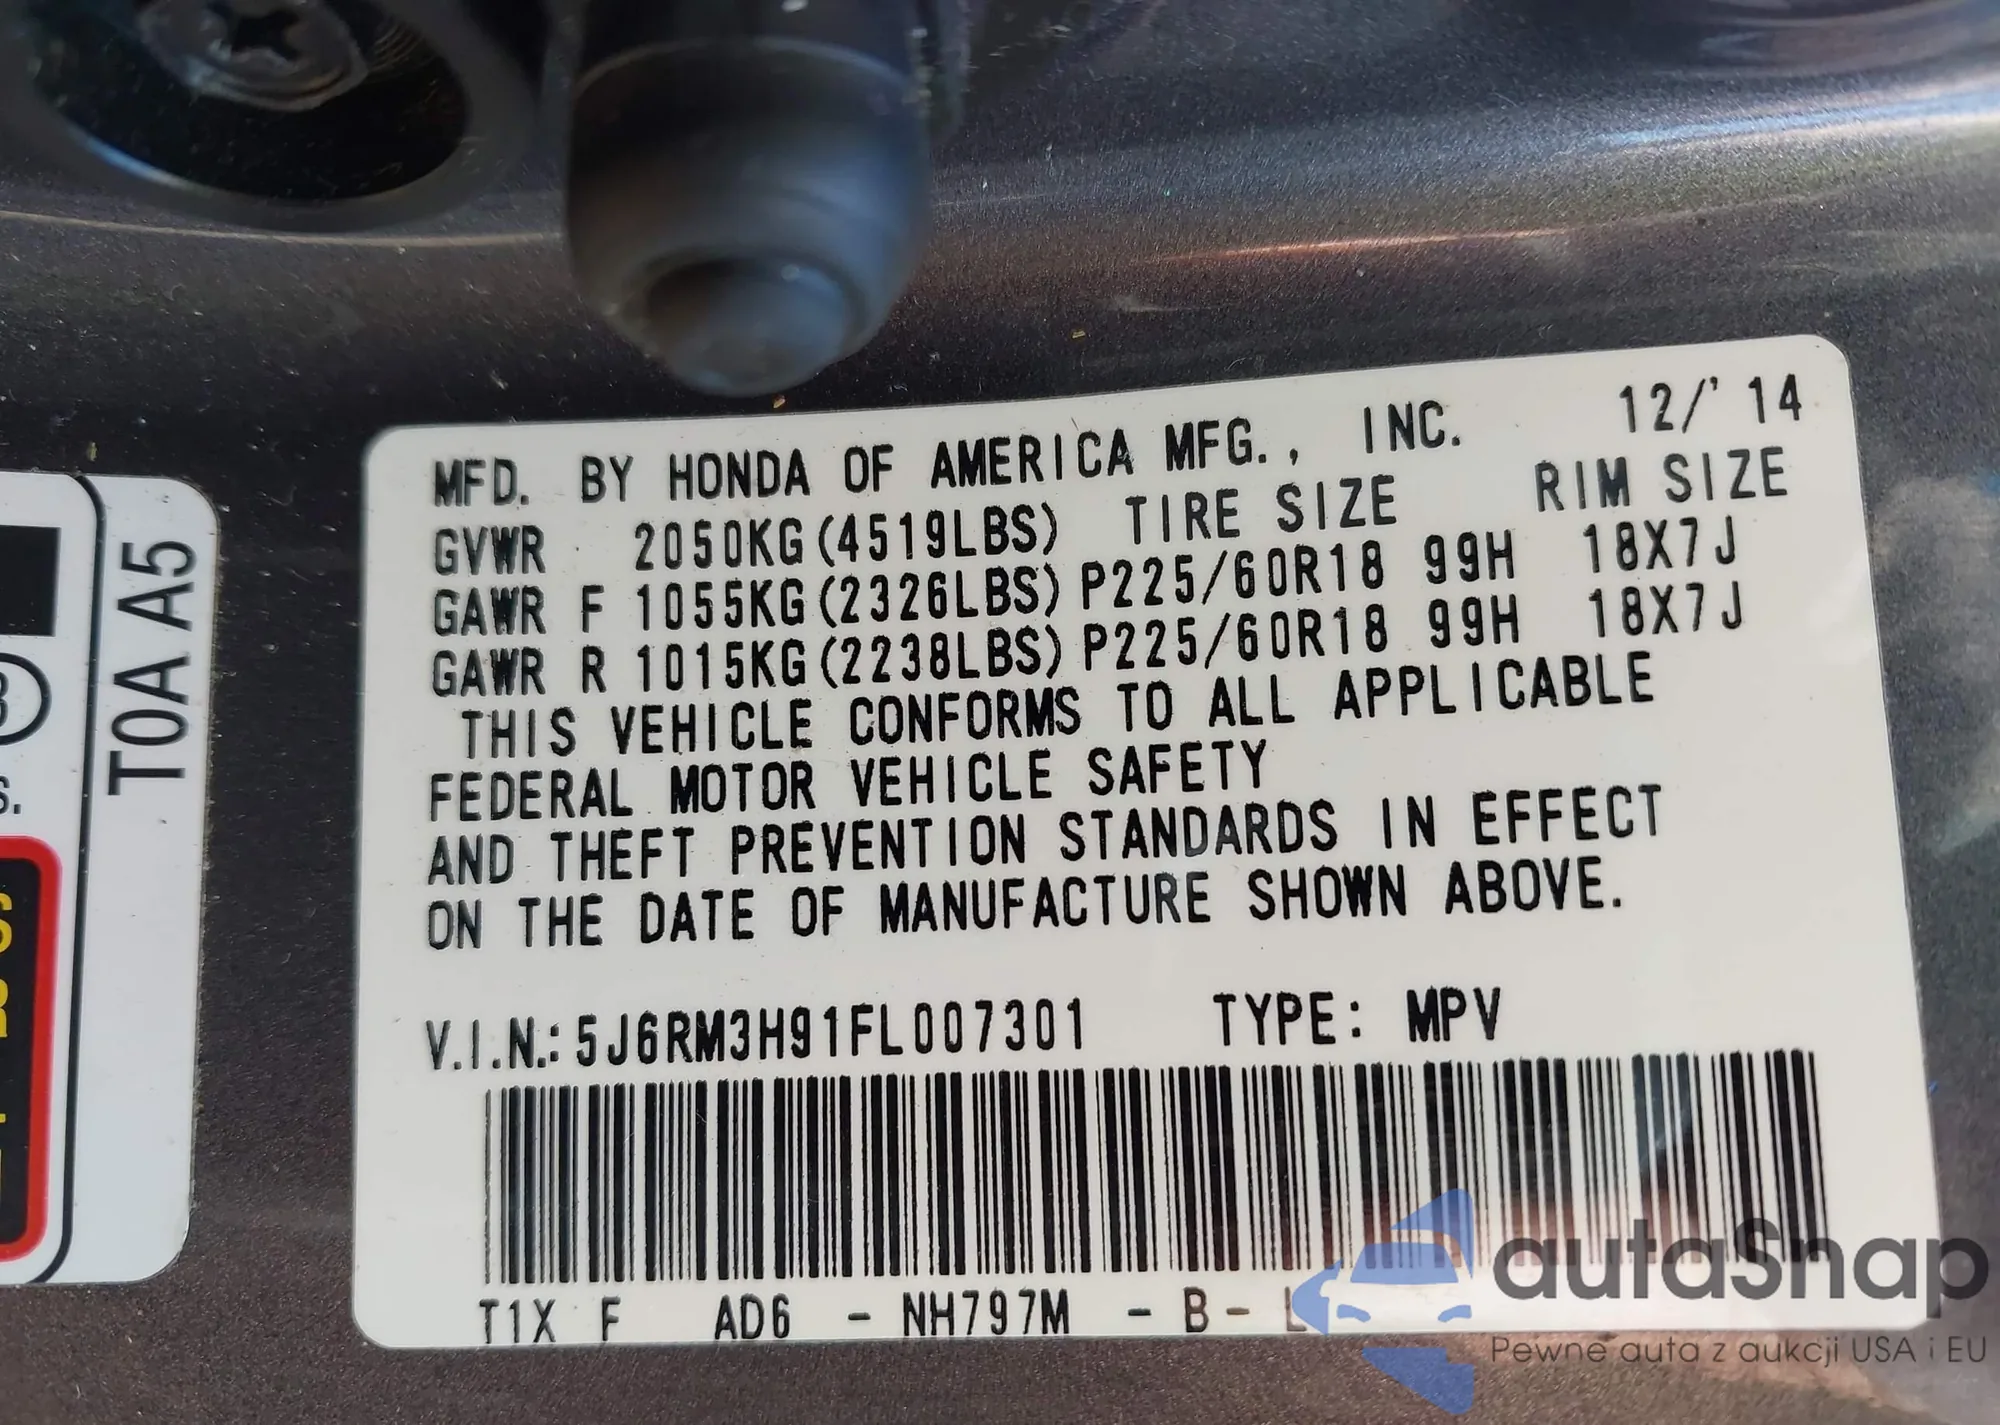 MFD. BY HONDA OF AMERICA MFG., INC. 12/'14
GVWR 2050KG(4519LBS) TIRE SIZE RIM SIZE
GAWR F 1055KG(2326LBS) P225/60R18 99H 18X7J
GAWR R 1015KG(2238LBS) P225/60R18 99H 18X7J
THIS VEHICLE CONFORMS TO ALL APPLICABLE
FEDERAL MOTOR VEHICLE SAFETY
AND THEFT PREVENTION STANDARDS IN EFFECT
ON THE DATE OF MANUFACTURE SHOWN ABOVE.
V.I.N.: 5J6RM3H91FL007301 TYPE: MPV
T1X F AD6 - NH797M - B - L
T0A A5
S.
autaSnap
Pewne auta z aukcji USA i EU